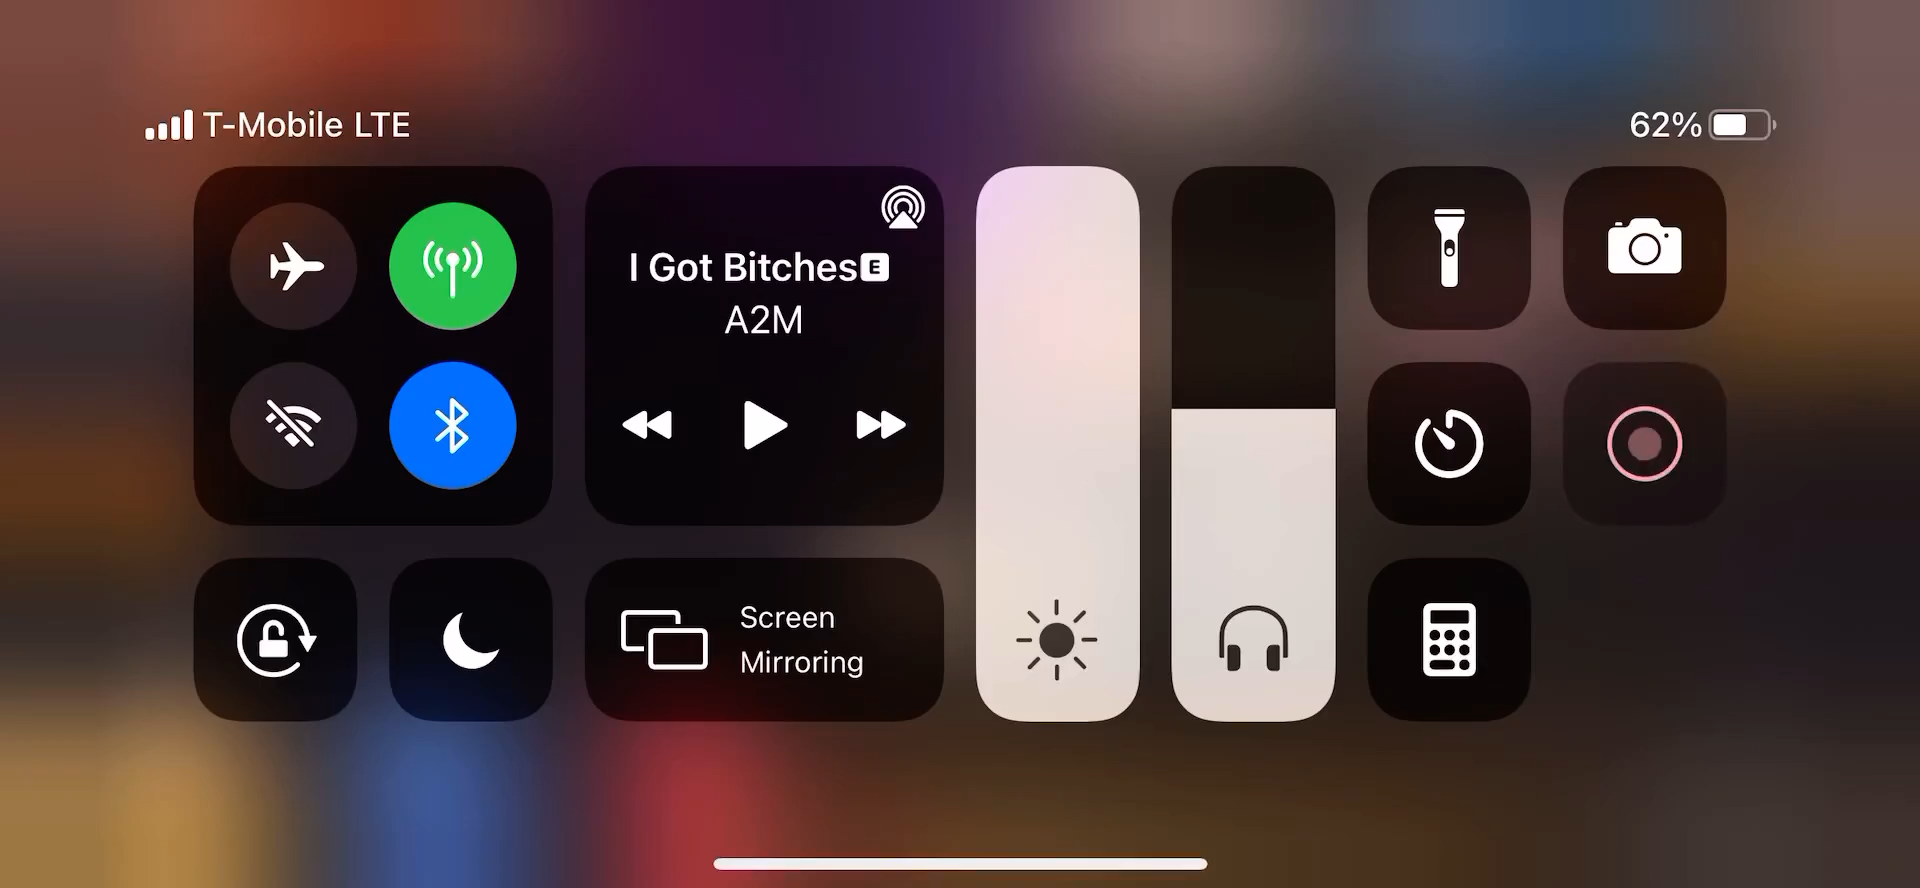 T-Mobile LTE
62%
I Got Bitches E
A2M
Screen
Mirroring